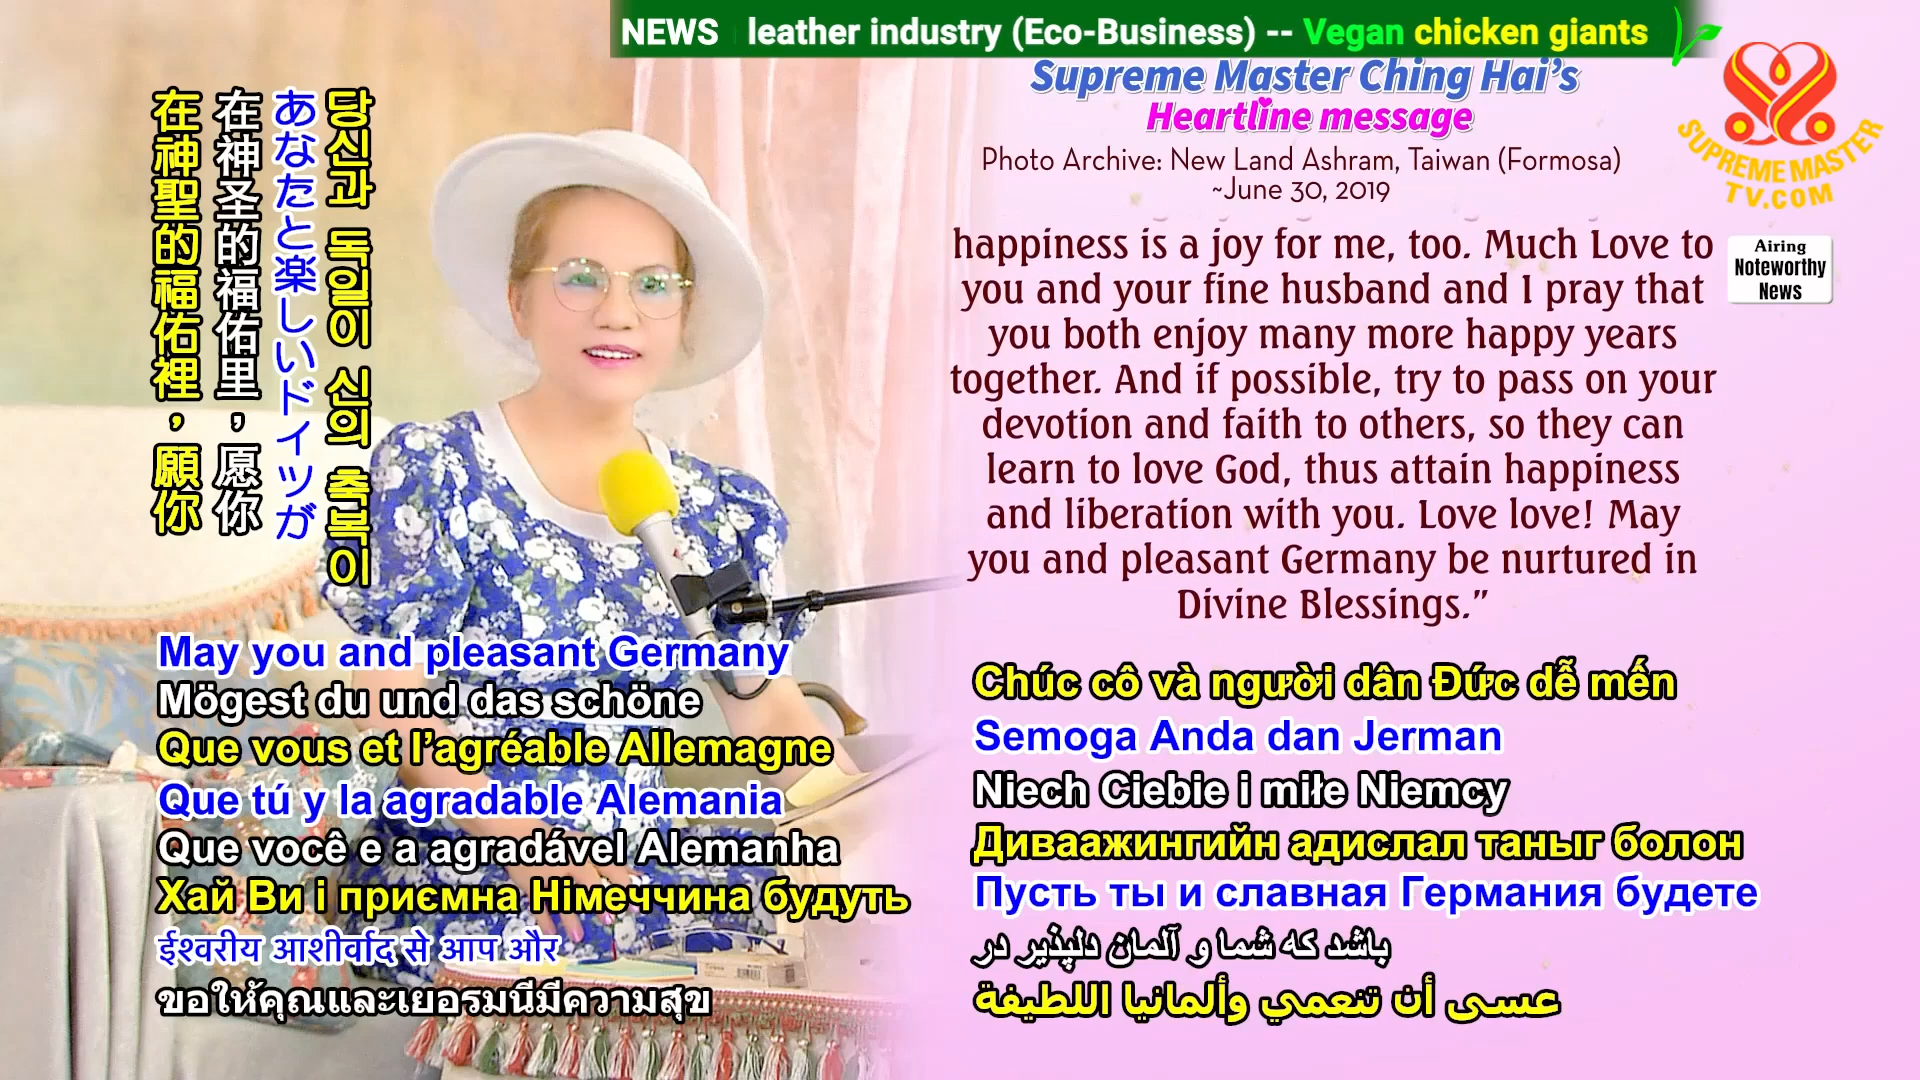 NEWS leather industry (Eco-Business) -- Vegan chicken giants
Supreme Master Ching Hai's
Heartline message
Photo Archive: New Land Ashram, Taiwan (Formosa)
~June 30, 2019
SUPREME MASTER
TV.COM
Airing
Noteworthy
News
happiness is a joy for me, too. Much Love to
you and your fine husband and I pray that
you both enjoy many more happy years
together. And if possible, try to pass on your
devotion and faith to others, so they can
learn to love God, thus attain happiness
and liberation with you. Love love! May
you and pleasant Germany be nurtured in
Divine Blessings.”
당신과 독일이 신의 축복이
あなたと楽しいドイツが
在神圣的福佑里，愿你
在神聖的福佑裡，願你
May you and pleasant Germany
Mögest du und das schöne
Que vous et l’agréable Allemagne
Que tú y la agradable Alemania
Que você e a agradável Alemanha
Хай Ви і приємна Німеччина будуть
ईश्वरीय आशीर्वाद से आप और
ขอให้คุณและเยอรมนีมีความสุข
Chúc cô và người dân Đức dễ mến
Semoga Anda dan Jerman
Niech Ciebie i miłe Niemcy
Диваажингийн адислал таныг болон
Пусть ты и славная Германия будете
باشد که شما و آلمان دلپذیر در
عسى أن تنعمي وألمانيا اللطيفة